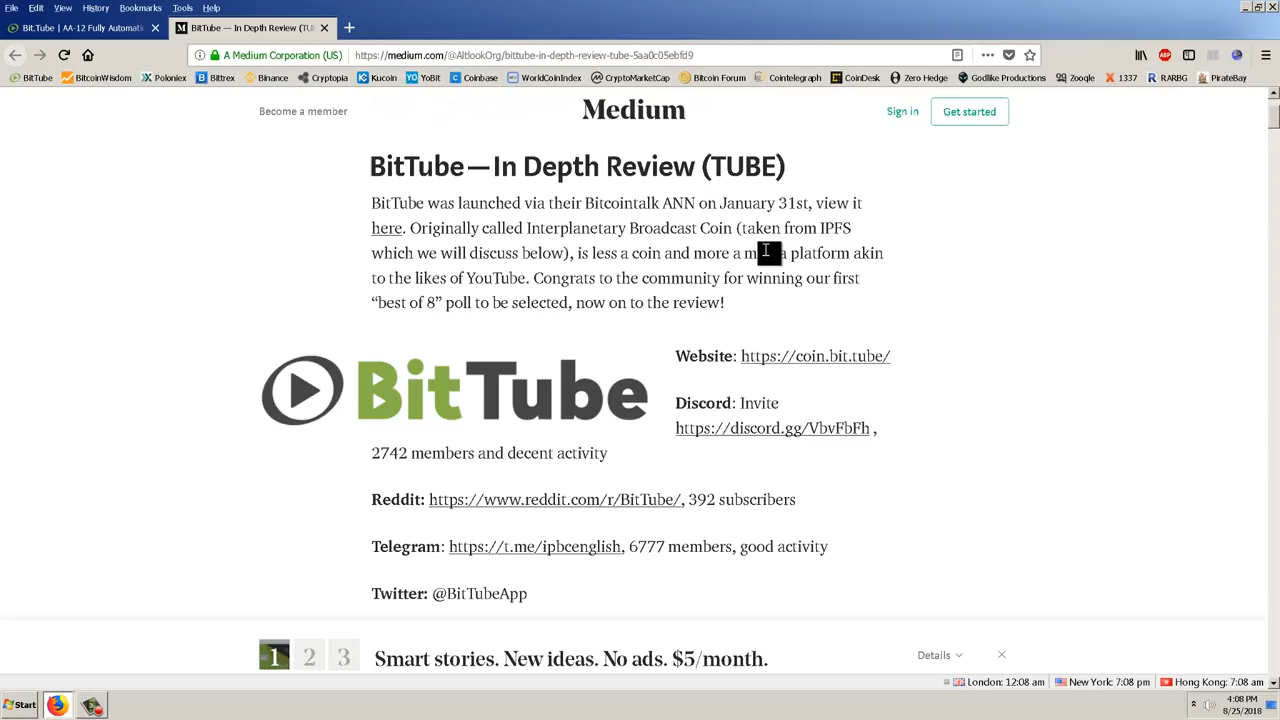 File Edit View History Bookmarks Tools Help
Bit.Tube | AA-12 Fully Automati
BitTube — In Depth Review (TU
A Medium Corporation (US)
https://medium.com/@AltlookOrg/bittube-in-depth-review-tube-5aa0c05ebfd9
BitTube BitcoinWisdom Poloniex Bittrex Binance Cryptopia Kucoin YoBit Coinbase WorldCoinIndex CryptoMarketCap Bitcoin Forum Cointelegraph CoinDesk Zero Hedge Godlike Productions Zooqle 1337 RARBG PirateBay
Become a member
Medium
Sign in
Get started
BitTube — In Depth Review (TUBE)
BitTube was launched via their Bitcointalk ANN on January 31st, view it
here. Originally called Interplanetary Broadcast Coin (taken from IPFS
which we will discuss below), is less a coin and more a platform akin
to the likes of YouTube. Congrats to the community for winning our first
“best of 8” poll to be selected, now on to the review!
BitTube
Website: https://coin.bit.tube/
Discord: Invite
https://discord.gg/VbvFbFh ,
2742 members and decent activity
Reddit: https://www.reddit.com/r/BitTube/, 392 subscribers
Telegram: https://t.me/ipbcenglish, 6777 members, good activity
Twitter: @BitTubeApp
1 2 3
Smart stories. New ideas. No ads. $5/month.
Details
London: 12:08 am New York: 7:08 pm Hong Kong: 7:08 am
Start
4:08 PM
8/25/2018